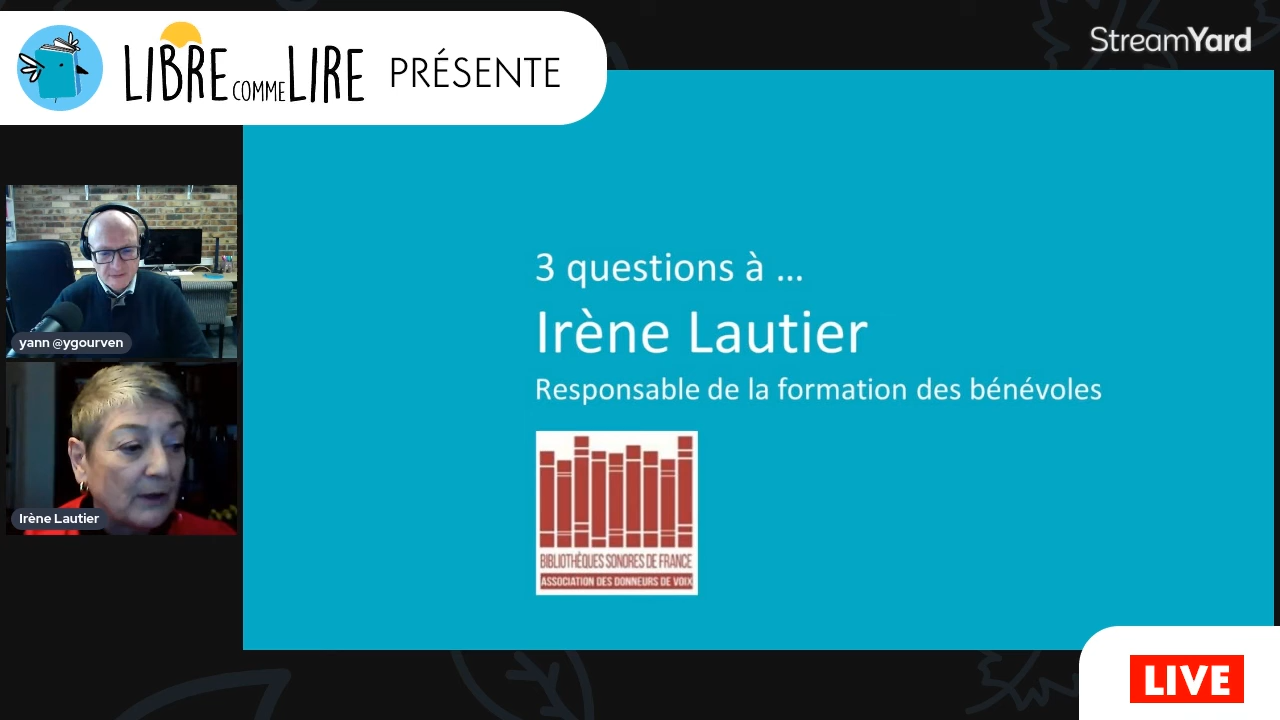 LIBRE COMME LIRE PRÉSENTE
StreamYard
3 questions à ...
Irène Lautier
Responsable de la formation des bénévoles
BIBLIOTHÈQUES SONORES DE FRANCE
ASSOCIATION DES DONNEURS DE VOIX
yann @ygourven
Irène Lautier
LIVE